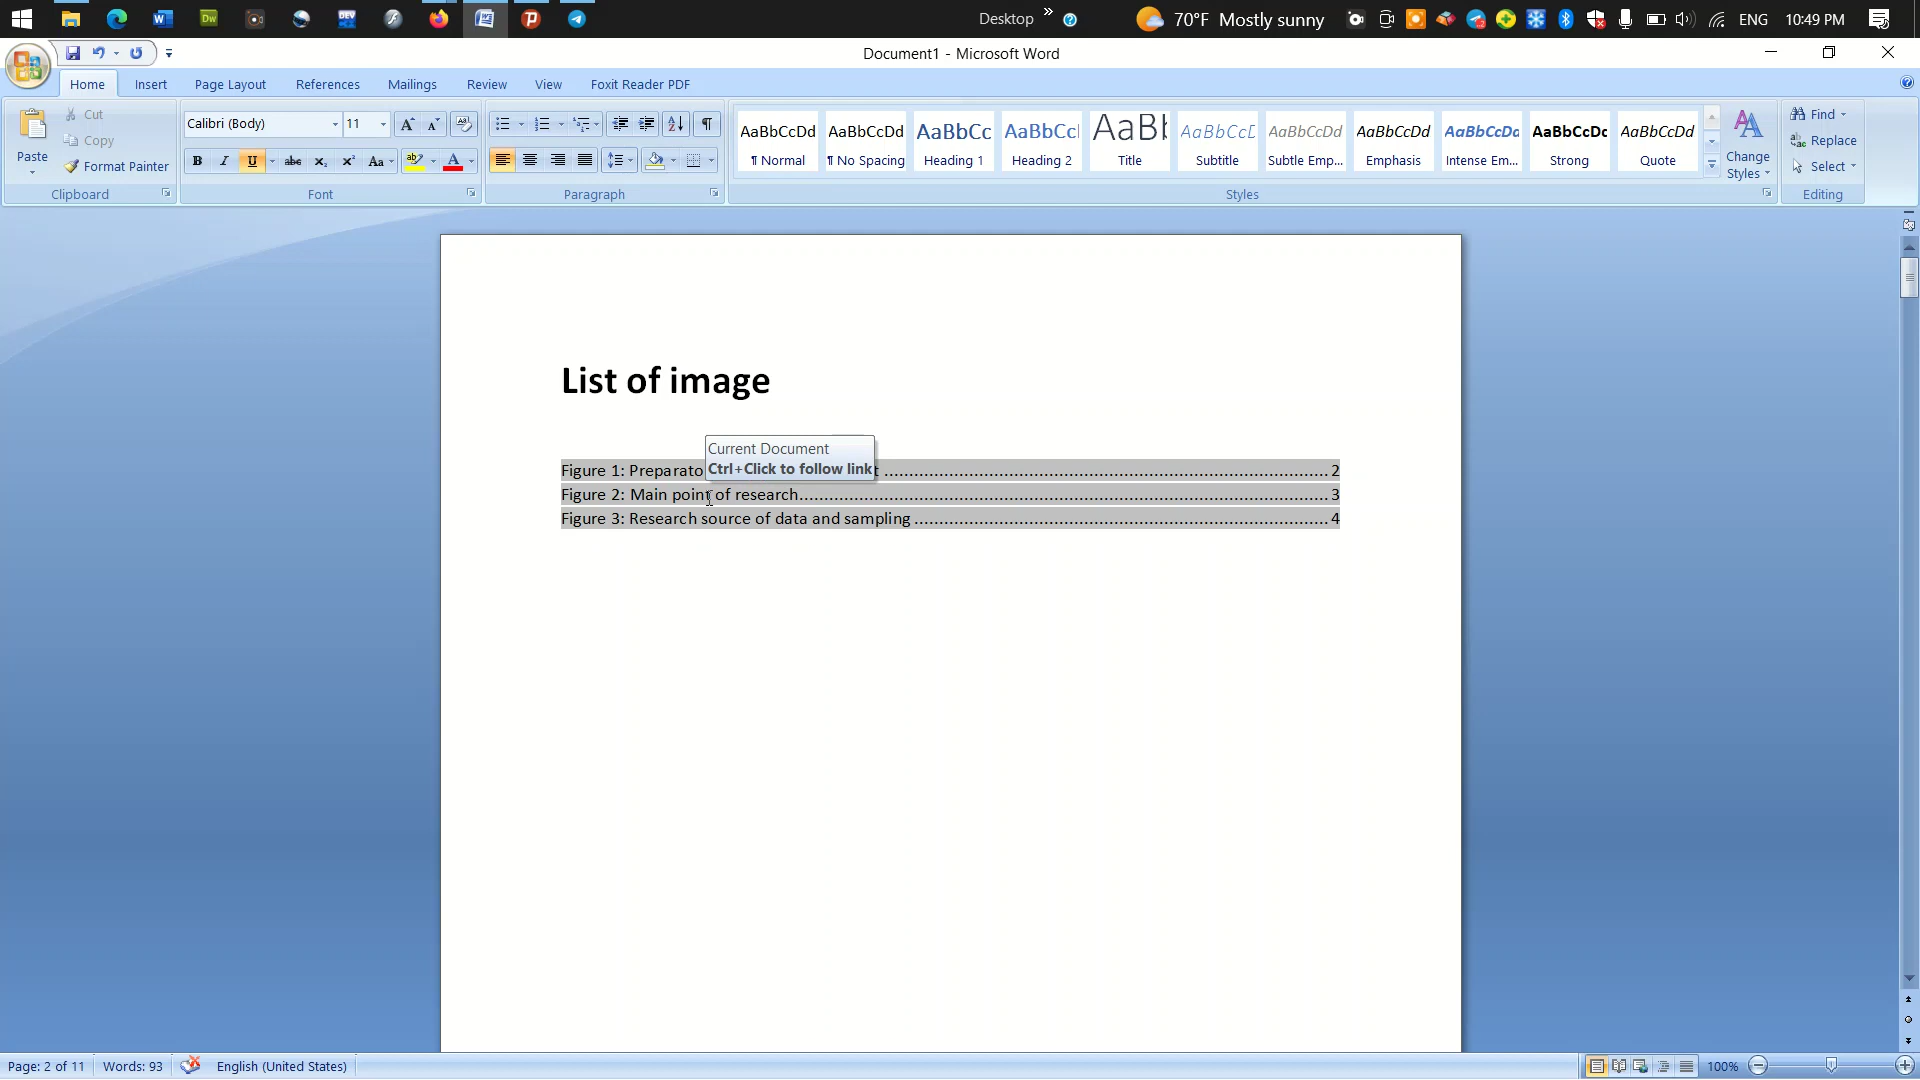 Desktop » 70°F Mostly sunny ENG 10:49 PM
Document1 - Microsoft Word
Home Insert Page Layout References Mailings Review View Foxit Reader PDF
Paste
Cut
Copy
Format Painter
Clipboard
Calibri (Body) 11
Font
Paragraph
AaBbCcDd AaBbCcDd AaBbCc AaBbCc AaB AaBbCcD AaBbCcDd AaBbCcDd AaBbCcDd AaBbCcDc AaBbCcDd
¶ Normal ¶ No Spacing Heading 1 Heading 2 Title Subtitle Subtle Emp... Emphasis Intense Em... Strong Quote
Change
Styles
Styles
Find
Replace
Select
Editing
List of image
Current Document
Ctrl+Click to follow link
Figure 1: Preparato t ........ 2
Figure 2: Main point of research........ 3
Figure 3: Research source of data and sampling ........ 4
Page: 2 of 11 Words: 93 English (United States) 100%